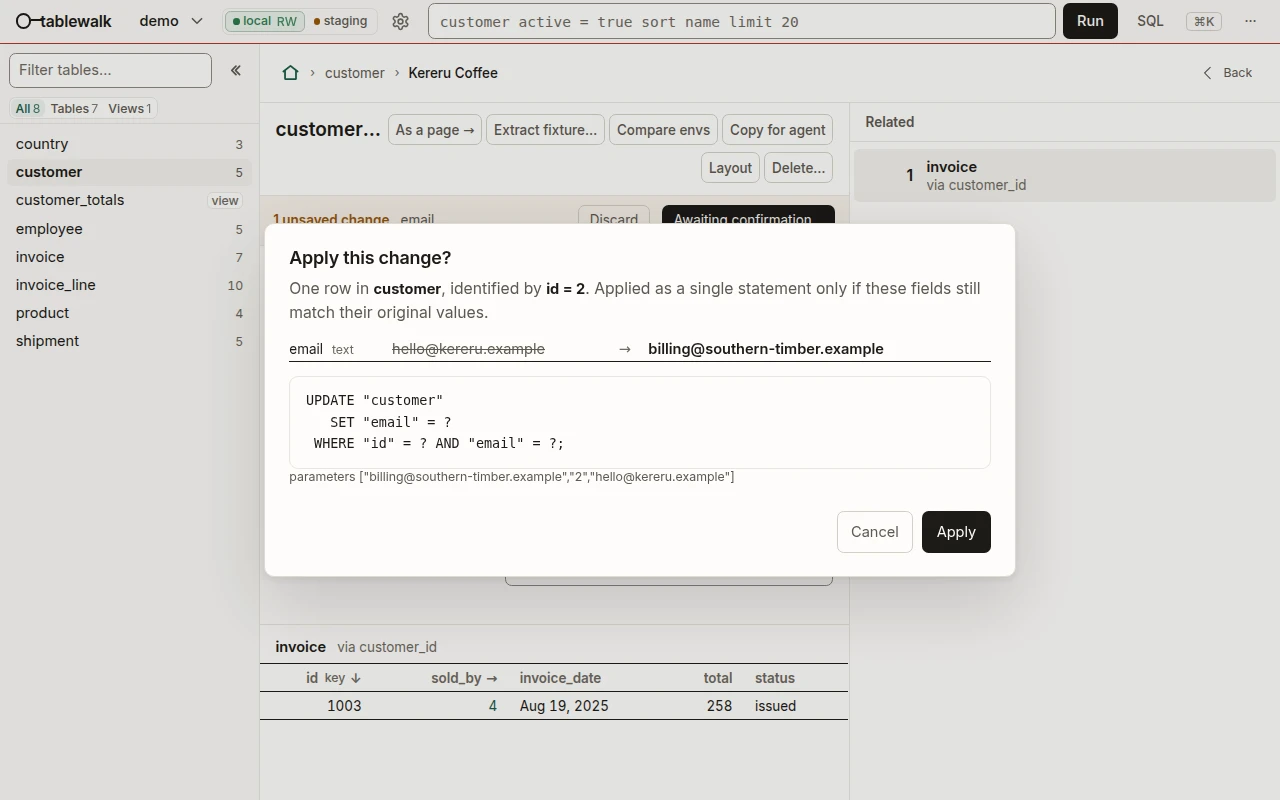 tablewalk
demo
local RW
staging
customer active = true sort name limit 20
Run
SQL
⌘K
···
Filter tables...
All 8
Tables 7
Views 1
country 3
customer 5
customer_totals view
employee 5
invoice 7
invoice_line 10
product 4
shipment 5
› customer › Kereru Coffee
Back
customer...
As a page →
Extract fixture...
Compare envs
Copy for agent
Layout
Delete...
1 unsaved change email
Discard
Awaiting confirmation...
Related
1 invoice
via customer_id
Apply this change?
One row in customer, identified by id = 2. Applied as a single statement only if these fields still
match their original values.
email text hello@kereru.example → billing@southern-timber.example
UPDATE "customer"
SET "email" = ?
WHERE "id" = ? AND "email" = ?;
parameters ["billing@southern-timber.example","2","hello@kereru.example"]
Cancel
Apply
invoice via customer_id
id key ↓ sold_by → invoice_date total status
1003 4 Aug 19, 2025 258 issued